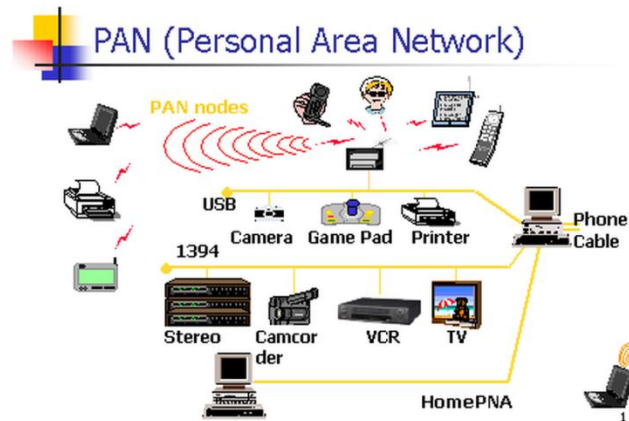 PAN (Personal Area Network)
PAN nodes
USB
Camera
Game Pad
Printer
Phone
Cable
1394
Stereo
Camcor
der
VCR
TV
HomePNA
1